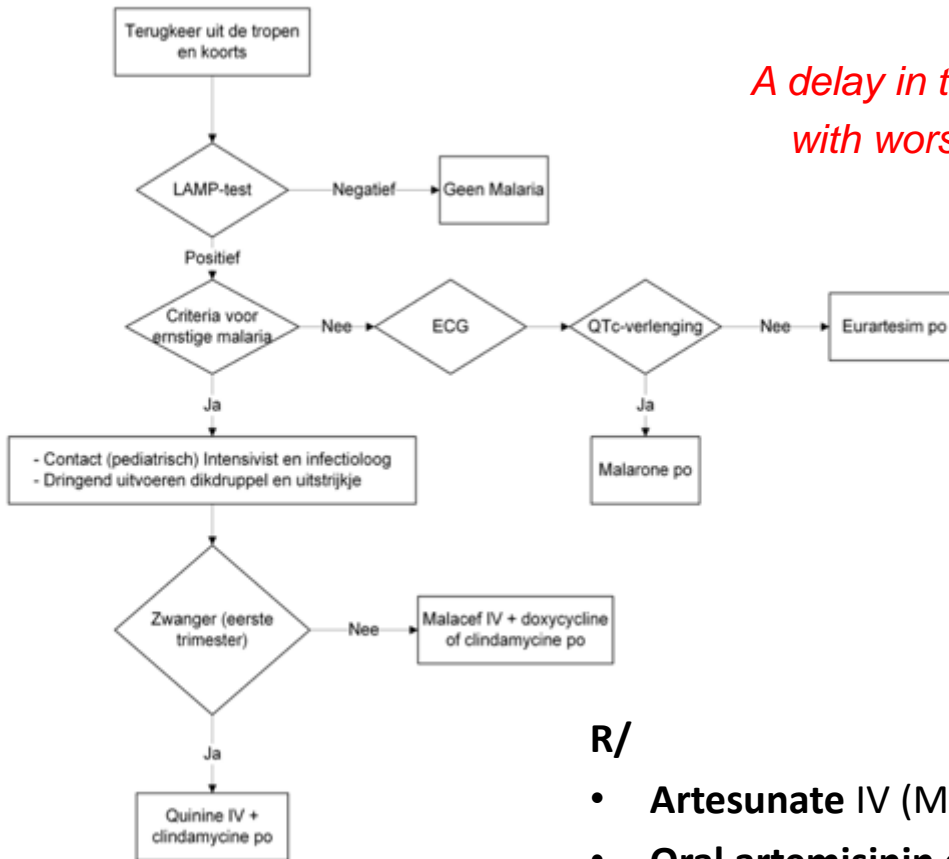 Terugkeer uit de tropen
en koorts
A delay in t
with wors
LAMP-test
Negatief
Geen Malaria
Positief
Criteria voor
ernstige malaria
Nee
ECG
QTc-verlenging
Nee
Eurartesim po
Ja
Ja
- Contact (pediatrisch) Intensivist en infectioloog
- Dringend uitvoeren dikdruppel en uitstrijkje
Malarone po
Zwanger (eerste
trimester)
Nee
Malacef IV + doxycycline
of clindamycine po
Ja
Quinine IV +
clindamycine po
R/
• Artesunate IV (M
• Oral artemisinin